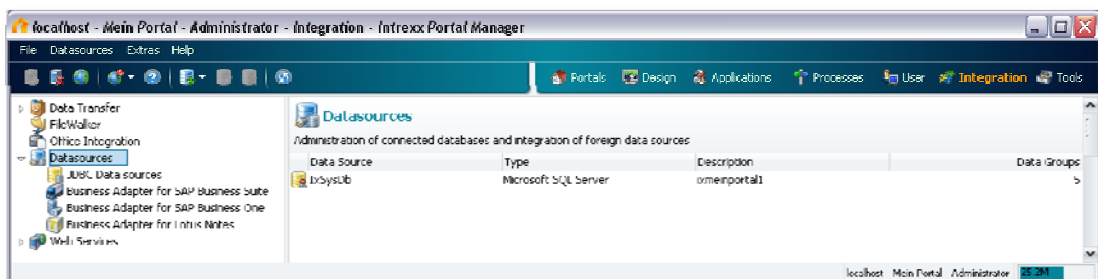 localhost - Mein Portal - Administrator - Integration - Intrexx Portal Manager
File Datasources Extras Help
Portals Design Applications Processes User Integration Tools
Data Transfer
FileWalker
Office Integration
Datasources
JDBC Data sources
Business Adapter for SAP Business Suite
Business Adapter for SAP Business One
Business Adapter for Lotus Notes
Web Services
Datasources
Administration of connected databases and integration of foreign data sources
Data Source Type Description Data Groups
IxSysDb Microsoft SQL Server ixmeinportal1 5
localhost Mein Portal Administrator 25.2M